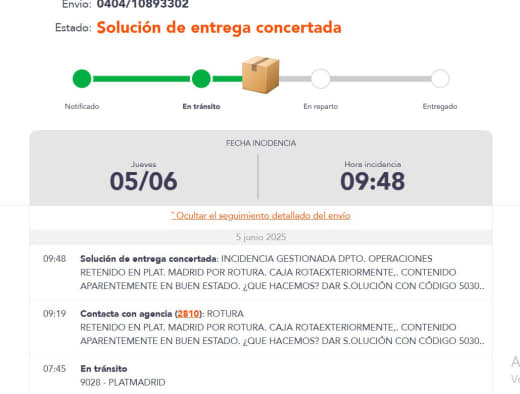 Envío: 0404/10893302
Estado: Solución de entrega concertada
Notificado
En tránsito
En reparto
Entregado
FECHA INCIDENCIA
Jueves
05/06
Hora incidencia
09:48
ˆ Ocultar el seguimiento detallado del envío
5 junio 2025
09:48 Solución de entrega concertada: INCIDENCIA GESTIONADA DPTO. OPERACIONES
RETENIDO EN PLAT. MADRID POR ROTURA. CAJA ROTAEXTERIORMENTE,. CONTENIDO
APARENTEMENTE EN BUEN ESTADO. ¿QUE HACEMOS? DAR S.OLUCIÓN CON CÓDIGO 5030..
09:19 Contacta con agencia (2810): ROTURA
RETENIDO EN PLAT. MADRID POR ROTURA. CAJA ROTAEXTERIORMENTE,. CONTENIDO
APARENTEMENTE EN BUEN ESTADO. ¿QUE HACEMOS? DAR S.OLUCIÓN CON CÓDIGO 5030..
07:45 En tránsito
9028 - PLATMADRID